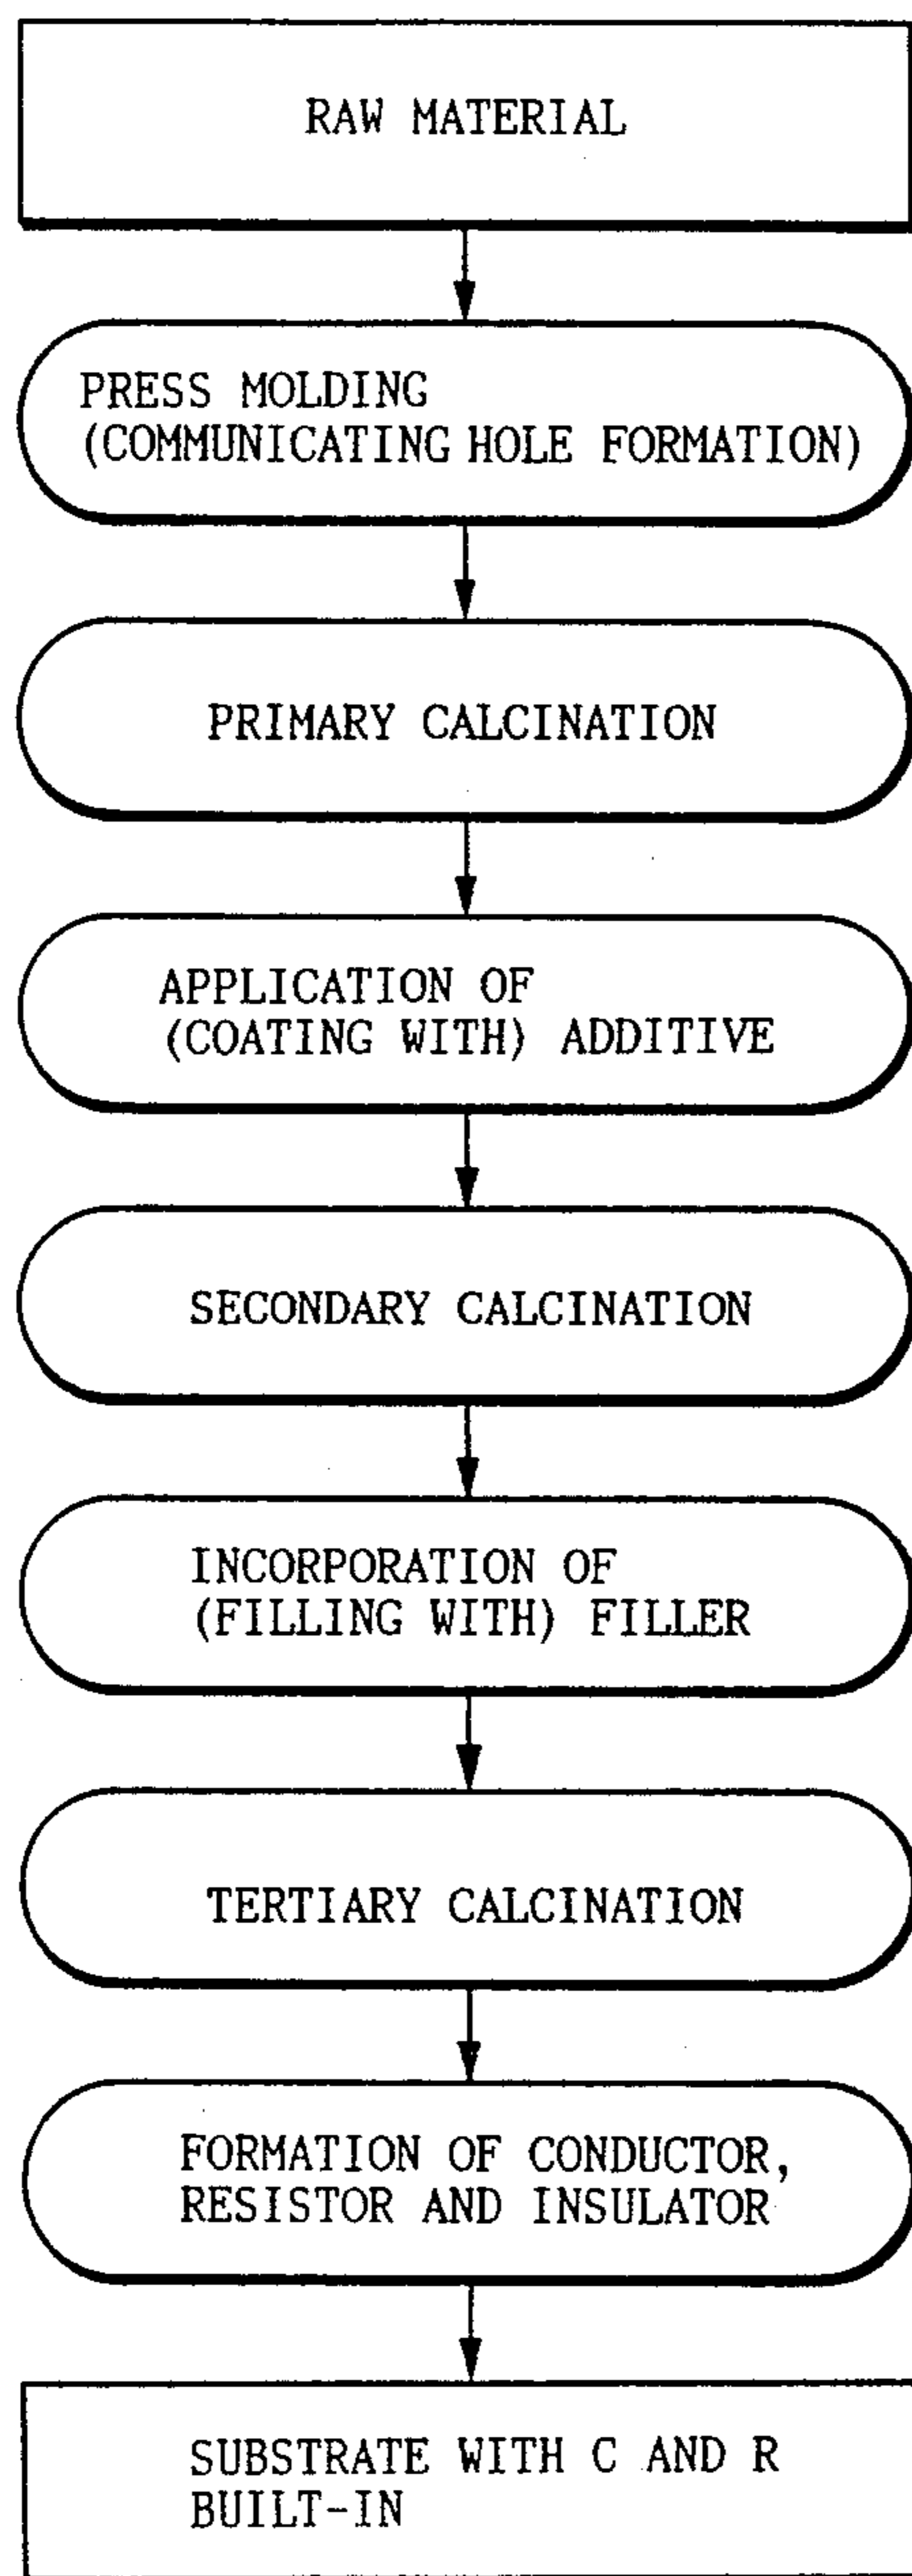 RAW MATERIAL
PRESS MOLDING
(COMMUNICATING HOLE FORMATION)
PRIMARY CALCINATION
APPLICATION OF
(COATING WITH) ADDITIVE
SECONDARY CALCINATION
INCORPORATION OF
(FILLING WITH) FILLER
TERTIARY CALCINATION
FORMATION OF CONDUCTOR,
RESISTOR AND INSULATOR
SUBSTRATE WITH C AND R
BUILT-IN